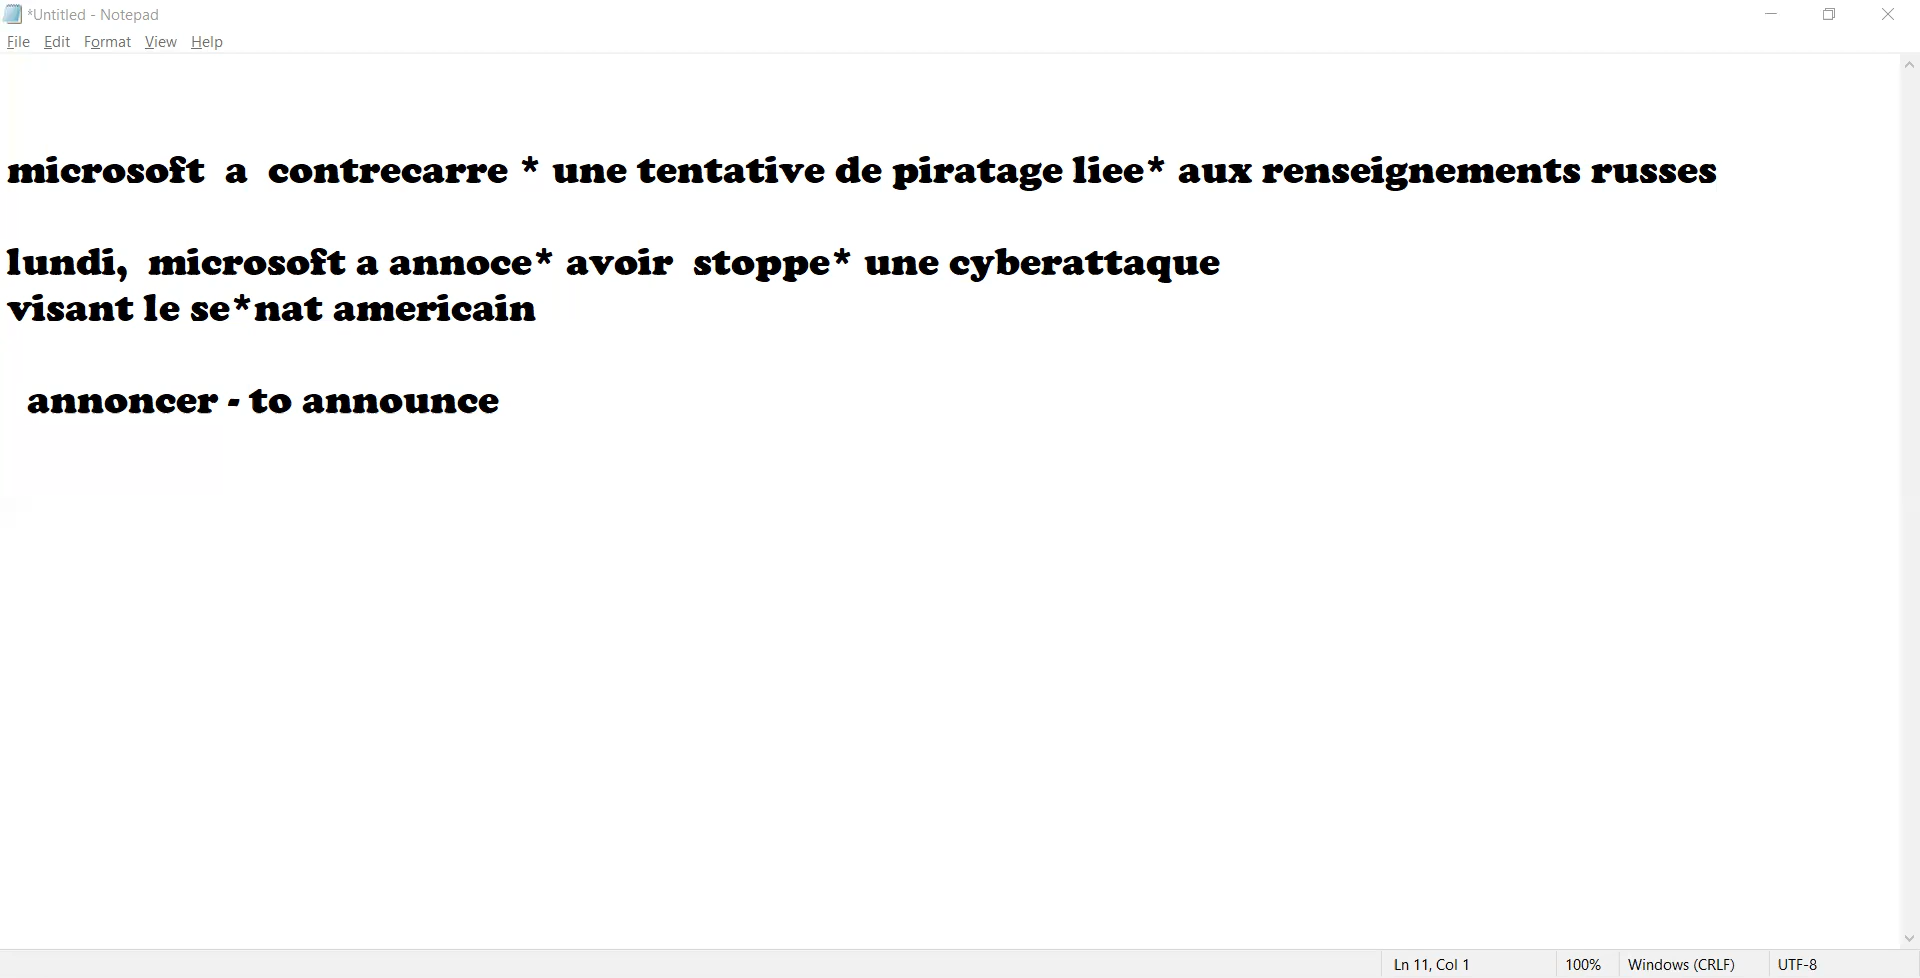 *Untitled - Notepad
File Edit Format View Help
microsoft a contrecarre * une tentative de piratage liee* aux renseignements russes
lundi, microsoft a annoce* avoir stoppe* une cyberattaque
visant le se*nat americain
annoncer - to announce
Ln 11, Col 1 100% Windows (CRLF) UTF-8